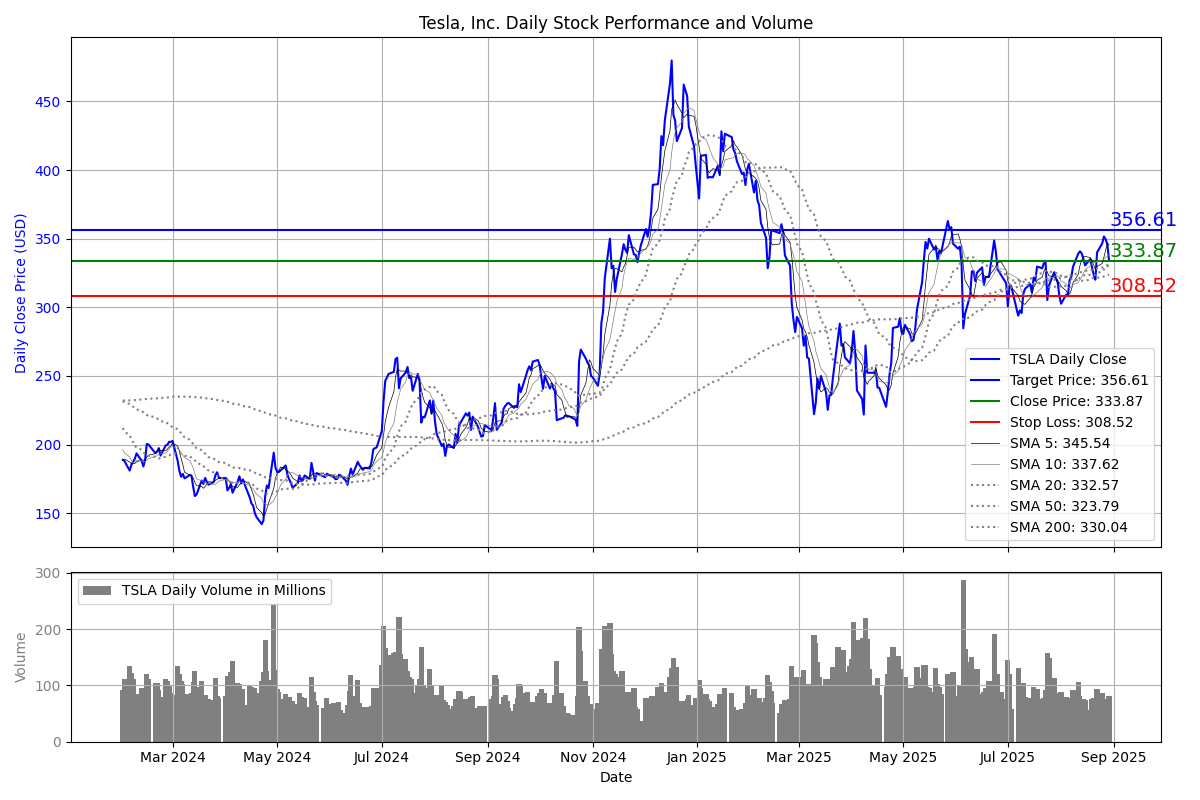 Tesla, Inc. Daily Stock Performance and Volume
Daily Close Price (USD)
450
400
350
300
250
200
150
356.61
333.87
308.52
TSLA Daily Close
Target Price: 356.61
Close Price: 333.87
Stop Loss: 308.52
SMA 5: 345.54
SMA 10: 337.62
SMA 20: 332.57
SMA 50: 323.79
SMA 200: 330.04
Volume
300
200
100
0
TSLA Daily Volume in Millions
Mar 2024 May 2024 Jul 2024 Sep 2024 Nov 2024 Jan 2025 Mar 2025 May 2025 Jul 2025 Sep 2025
Date